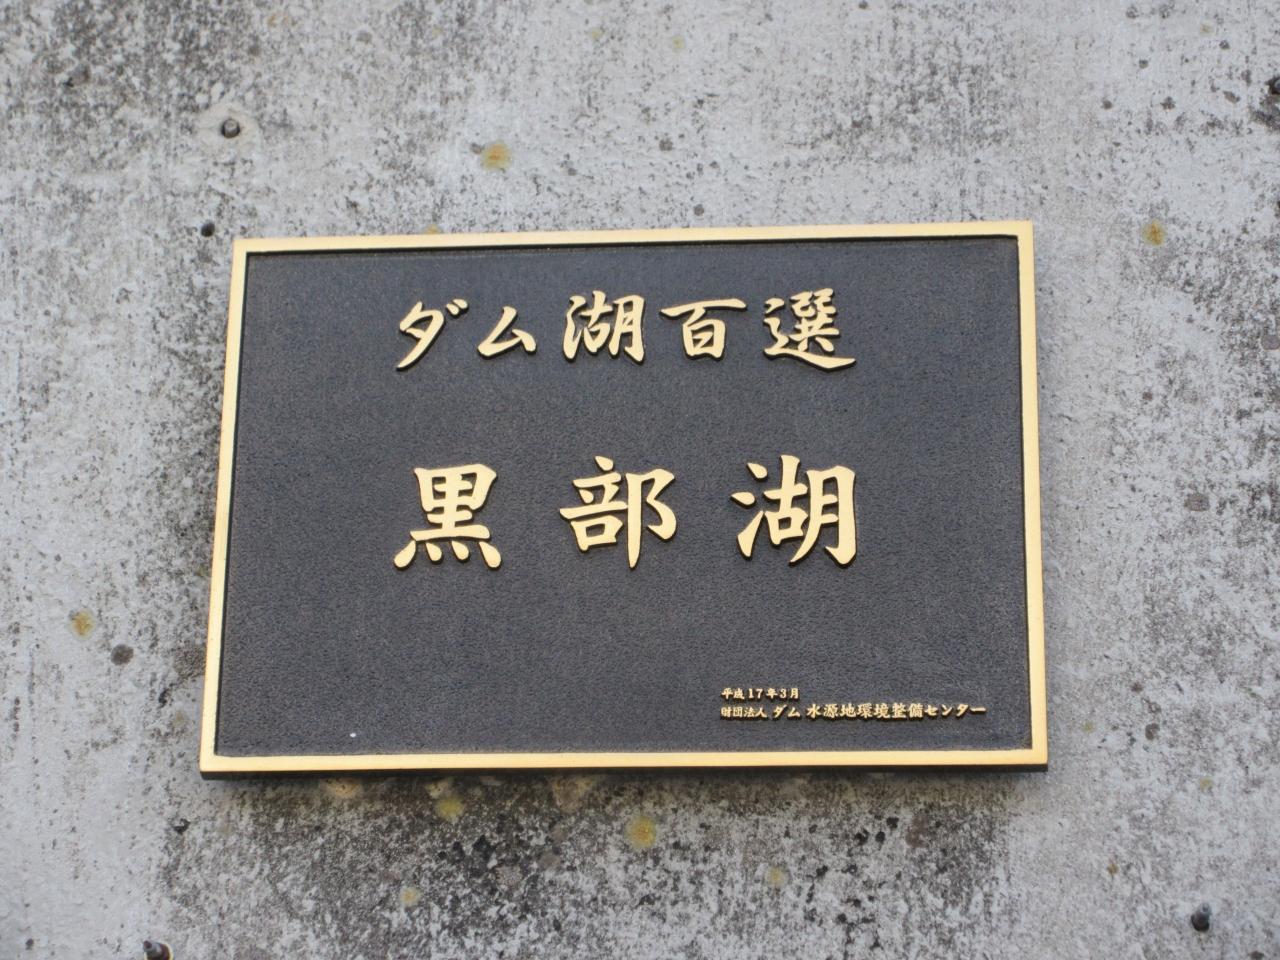 ダム湖百選
黒部湖
平成17年3月
財団法人 ダム水源地環境整備センター